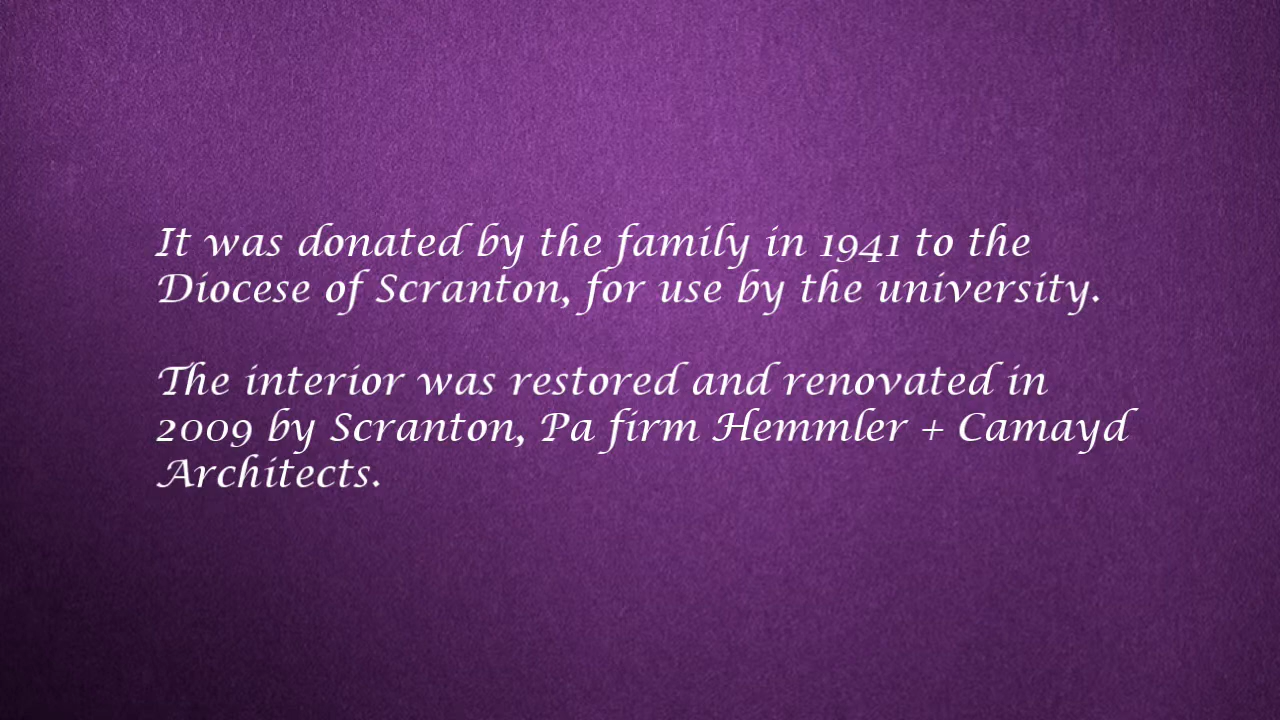 It was donated by the family in 1941 to the
Diocese of Scranton, for use by the university.
The interior was restored and renovated in
2009 by Scranton, Pa firm Hemmler + Camayd
Architects.